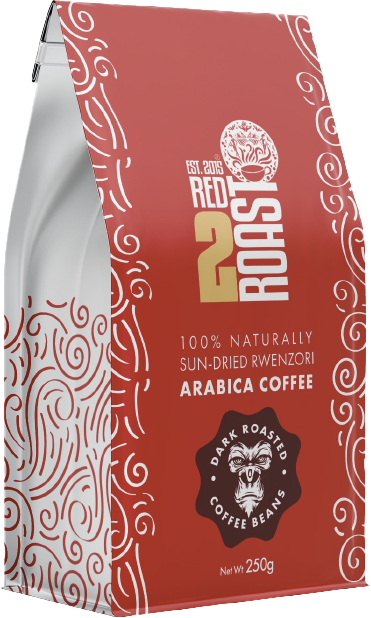 EST. 2015
RED
2
ROAST
100% NATURALLY
SUN-DRIED RWENZORI
ARABICA COFFEE
DARK ROASTED
COFFEE BEANS
Net Wt 250g